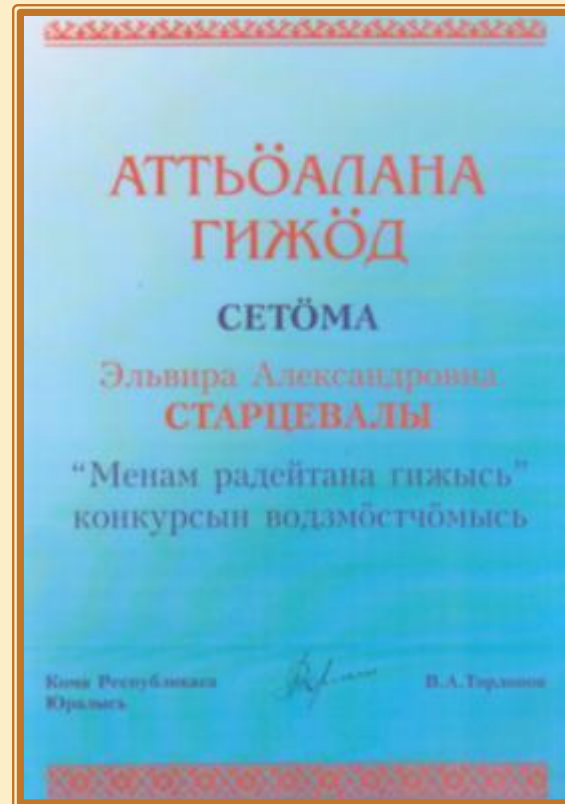 АТТЬӦАЛАНА
ГИЖӦД
СЕТӦМА
Эльвира Александровна
СТАРЦЕВАЛЫ
“Менам радейтана гижысь”
конкурсын водзмӧстчӧмысь
Коми Республикаса
Юралысь
В.А.Торлопов